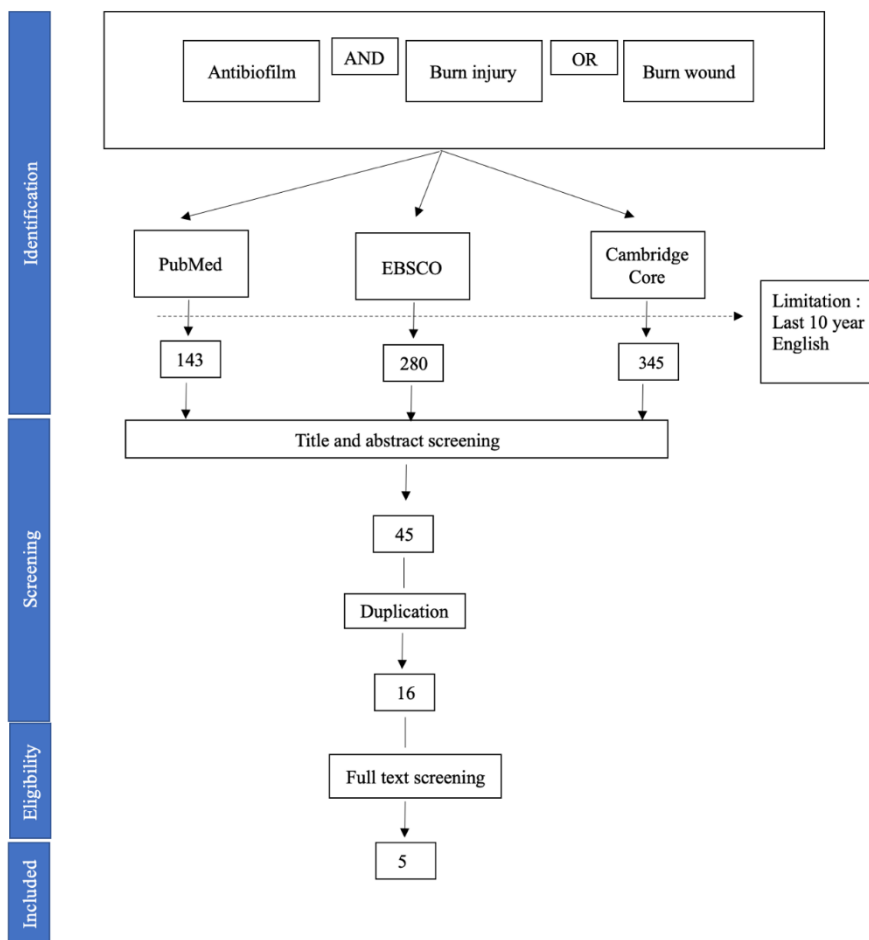 Identification
Antibiofilm
AND
Burn injury
OR
Burn wound
PubMed
EBSCO
Cambridge
Core
Limitation :
Last 10 year
English
143
280
345
Screening
Title and abstract screening
45
Duplication
16
Eligibility
Full text screening
Included
5